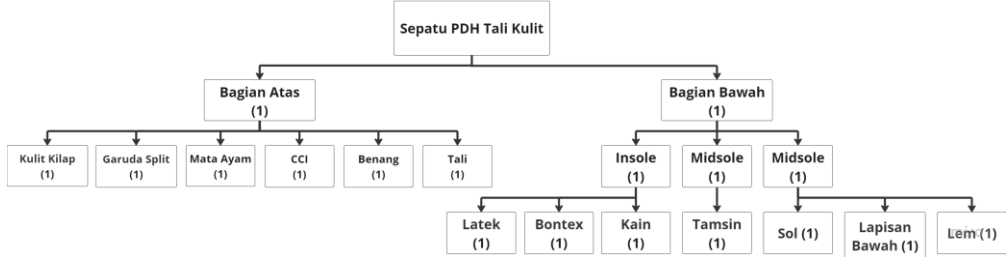 Sepatu PDH Tali Kulit
Bagian Atas
(1)
Bagian Bawah
(1)
Kulit Kilap
(1)
Garuda Split
(1)
Mata Ayam
(1)
CCI
(1)
Benang
(1)
Tali
(1)
Insole
(1)
Midsole
(1)
Midsole
(1)
Latek
(1)
Bontex
(1)
Kain
(1)
Tamsin
(1)
Sol (1)
Lapisan
Bawah (1)
Lem (1)